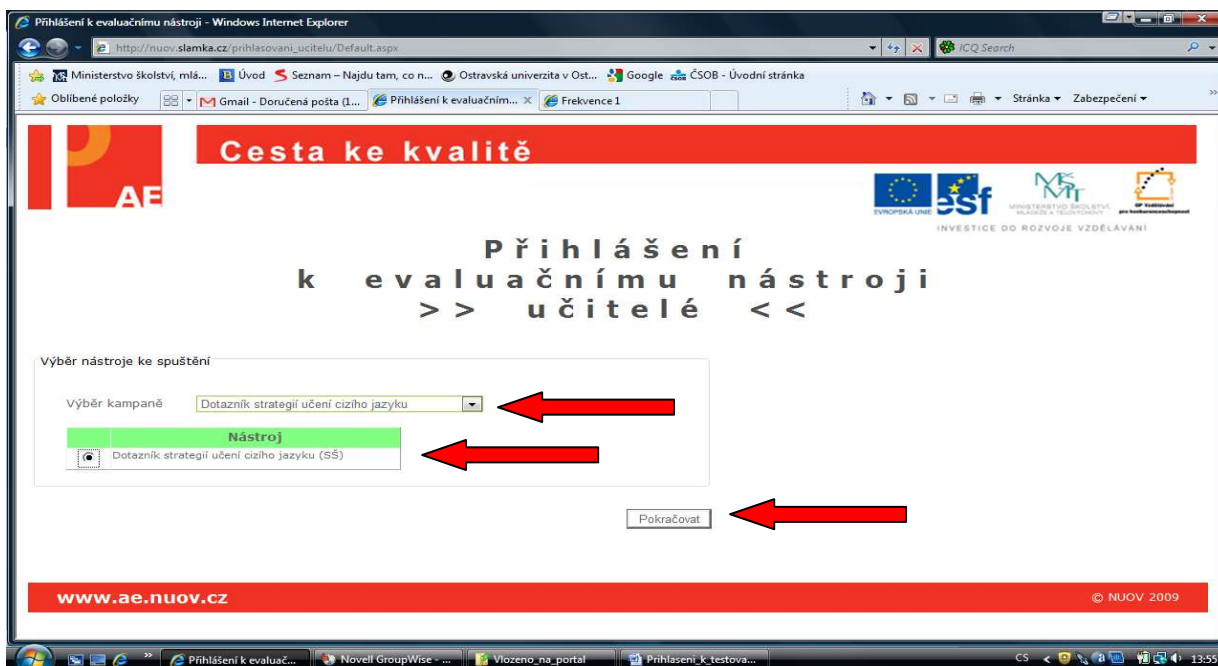 Přihlášení k evaluačnímu nástroji - Windows Internet Explorer
http://nuov.slamka.cz/prihlasovani_ucitelu/Default.aspx
ICQ Search
Ministerstvo školství, mlá... Úvod Seznam – Najdu tam, co n... Ostravská univerzita v Ost... Google ČSOB - Úvodní stránka
Oblíbené položky Gmail - Doručená pošta (1... Přihlášení k evaluačním... Frekvence 1 Stránka Zabezpečení
Cesta ke kvalitě
AE
EVROPSKÁ UNIE esf MŠMT
MINISTERSTVO ŠKOLSTVÍ,
MLÁDEŽE A TĚLOVÝCHOVY
OP Vzdělávání
pro konkurenceschopnost
INVESTICE DO ROZVOJE VZDĚLÁVÁNÍ
Přihlášení
k evaluačnímu nástroji
>> učitelé <<
Výběr nástroje ke spuštění
Výběr kampaně Dotazník strategií učení cizího jazyku
Nástroj
Dotazník strategií učení cizího jazyku (SŠ)
Pokračovat
www.ae.nuov.cz © NUOV 2009
Přihlášení k evaluač... Novell GroupWise - ... Vlozeno_na_portal Prihlaseni_k_testova... CS 13:55